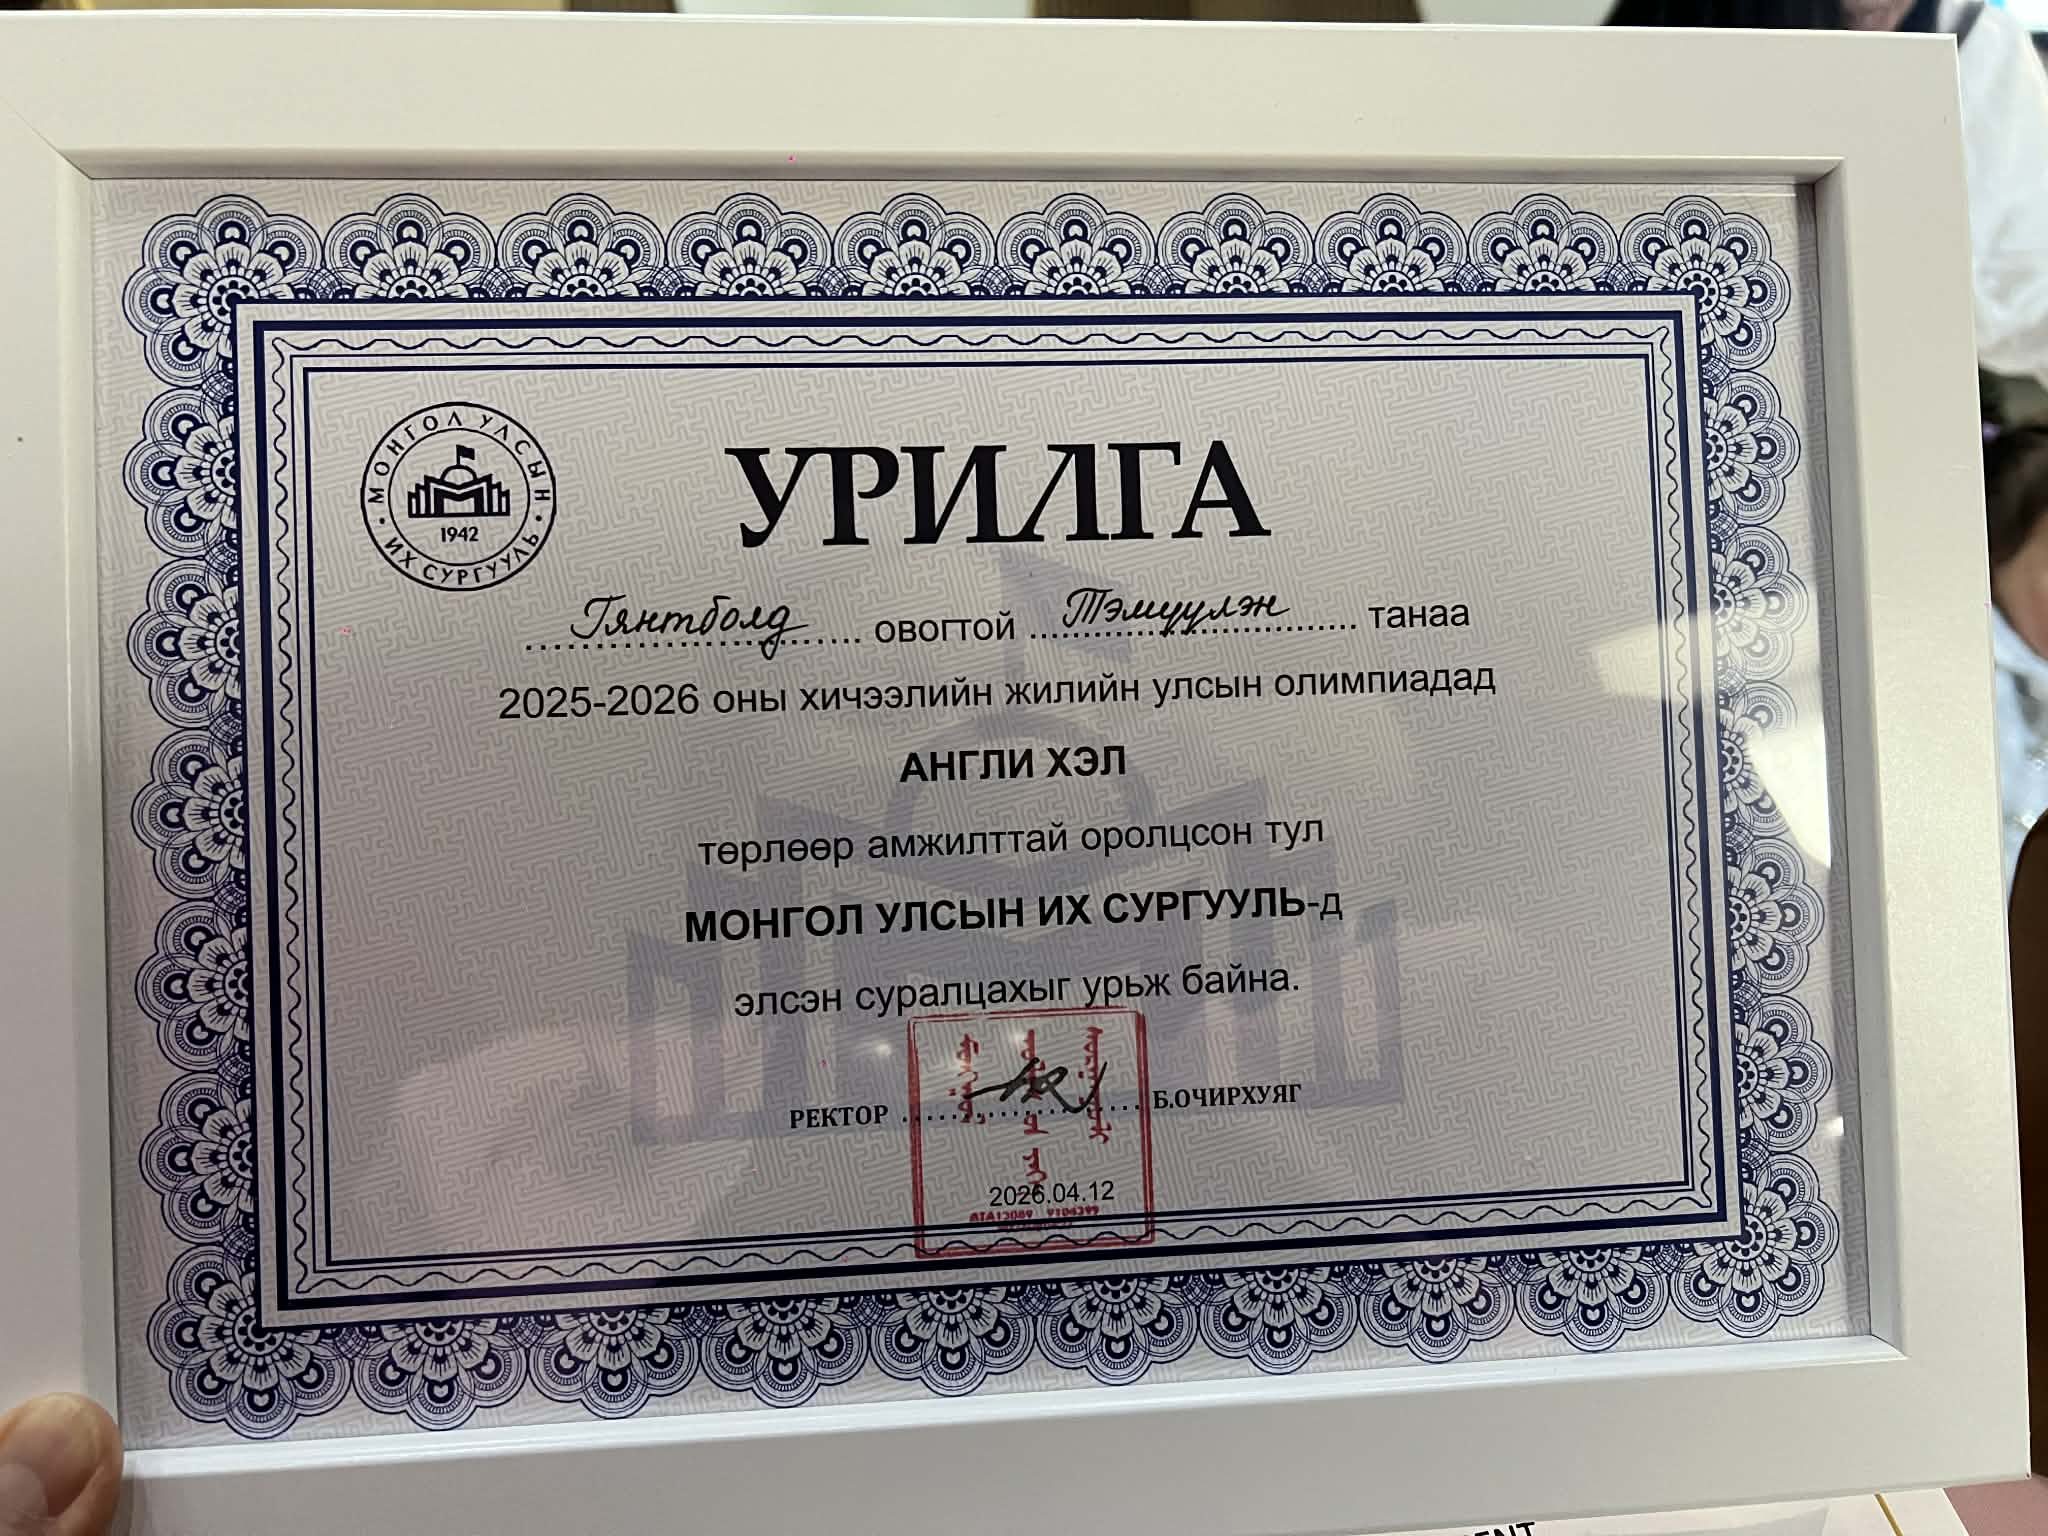 МОНГОЛ УЛСЫН
ИХ СУРГУУЛЬ
1942
УРИЛГА
Гянтболд овогтой Тэмүүлэн танаа
2025-2026 оны хичээлийн жилийн улсын олимпиадад
АНГЛИ ХЭЛ
төрлөөр амжилттай оролцсон тул
МОНГОЛ УЛСЫН ИХ СУРГУУЛЬ-д
элсэн суралцахыг урьж байна.
РЕКТОР Б.ОЧИРХУЯГ
2026.04.12